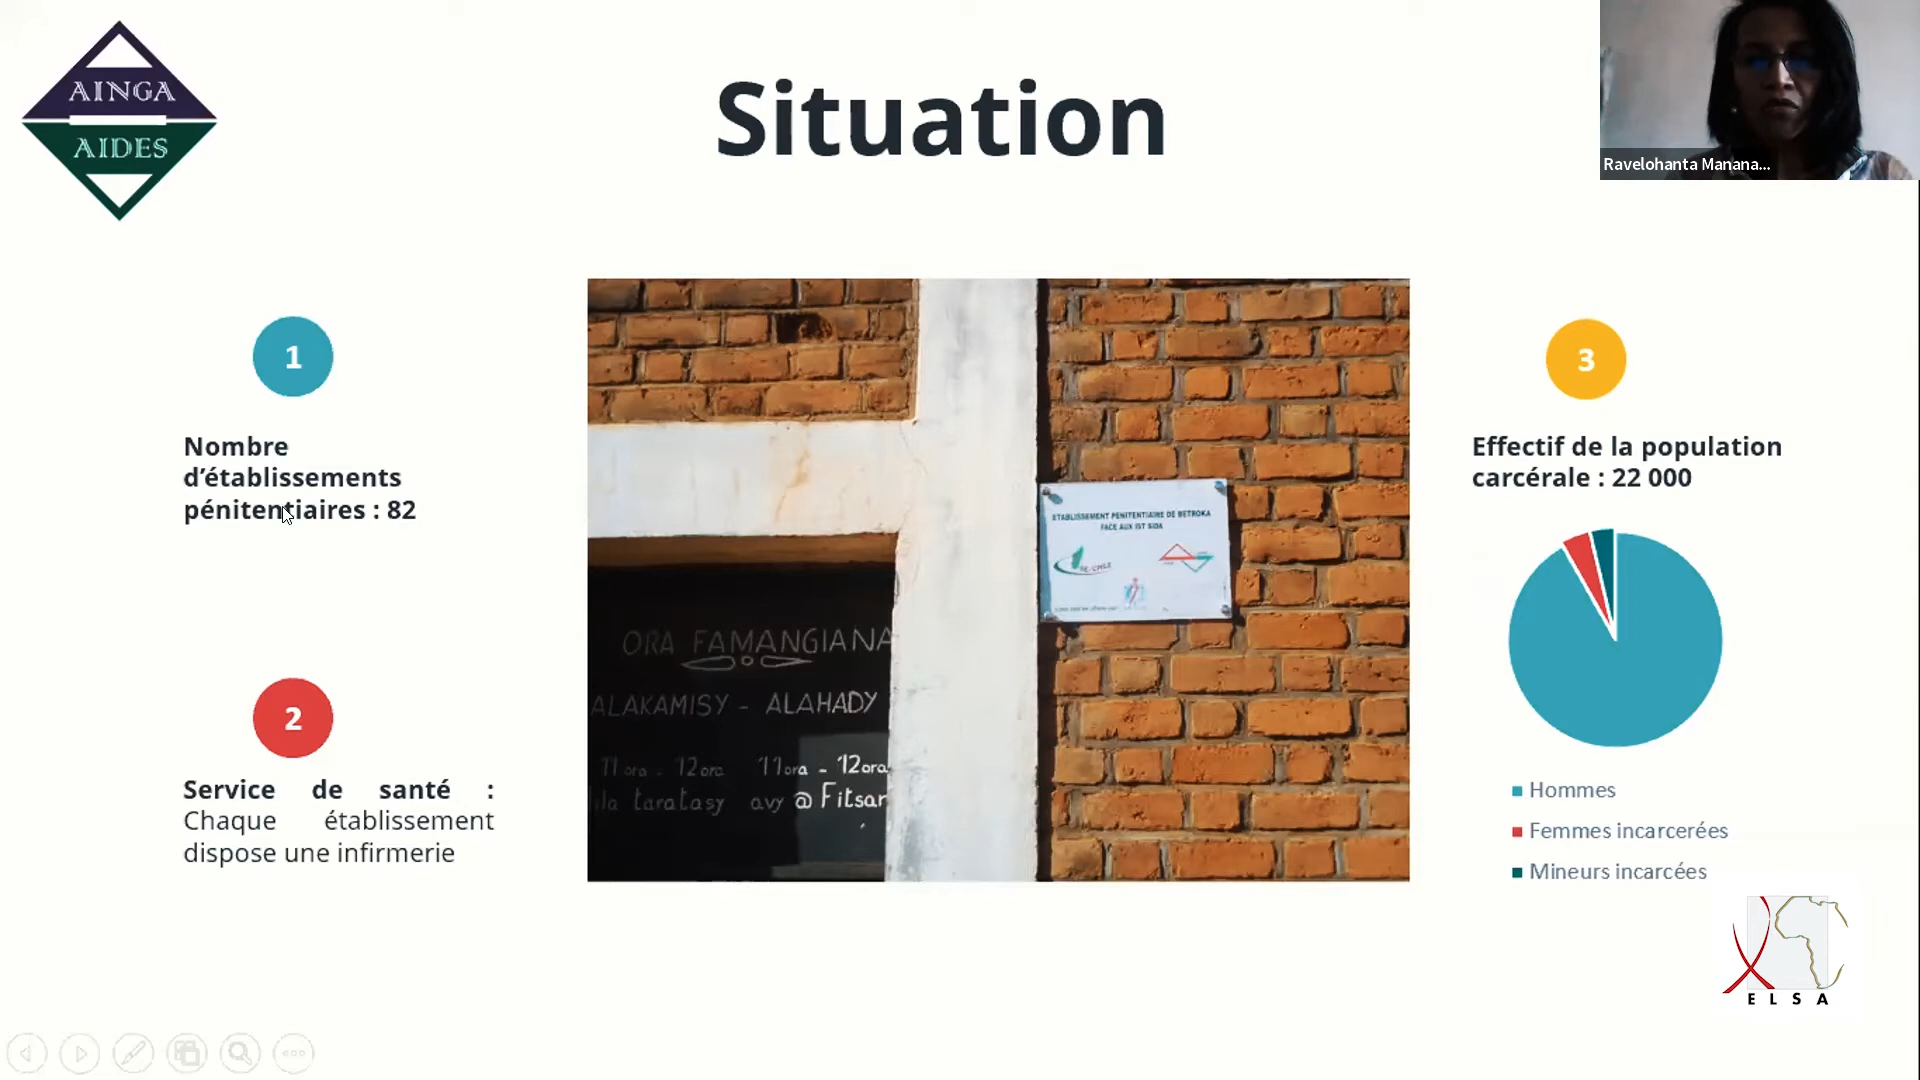 AINGA
AIDES
Situation
Ravelohanta Manana...
1
Nombre
d’établissements
pénitentiaires : 82
2
Service de santé :
Chaque établissement
dispose une infirmerie
ETABLISSEMENT PENITENTIAIRE DE BETROKA
FACE AUX IST SIDA
ORA FAMANGIANA
ALAKAMISY - ALAHADY
11 ora - 12 ora 11 ora - 12 ora
taratasy avy @ Fitsar
3
Effectif de la population
carcérale : 22 000
Hommes
Femmes incarcerées
Mineurs incarcées
ELSA